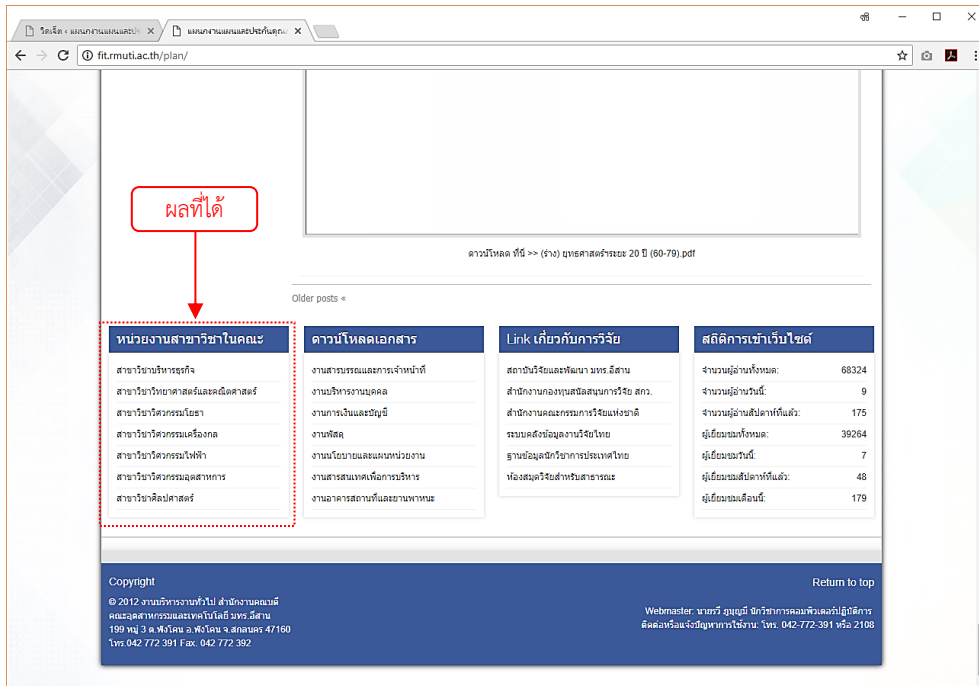 วิดเจ็ต ‹ แผนกงานแผนและประ
แผนกงานแผนและประกันคุณ
fit.rmuti.ac.th/plan/
ผลที่ได้
ดาวน์โหลด ที่นี่ >> (ร่าง) ยุทธศาสตร์ฯระยะ 20 ปี (60-79).pdf
Older posts «
หน่วยงานสาขาวิชาในคณะ
สาขาวิชาบริหารธุรกิจ
สาขาวิชาวิทยาศาสตร์และคณิตศาสตร์
สาขาวิชาวิศวกรรมโยธา
สาขาวิชาวิศวกรรมเครื่องกล
สาขาวิชาวิศวกรรมไฟฟ้า
สาขาวิชาวิศวกรรมอุตสาหการ
สาขาวิชาศิลปศาสตร์
ดาวน์โหลดเอกสาร
งานสารบรรณและการเจ้าหน้าที่
งานบริหารงานบุคคล
งานการเงินและบัญชี
งานพัสดุ
งานนโยบายและแผนหน่วยงาน
งานสารสนเทศเพื่อการบริหาร
งานอาคารสถานที่และยานพาหนะ
Link เกี่ยวกับการวิจัย
สถาบันวิจัยและพัฒนา มทร.อีสาน
สำนักงานกองทุนสนัสสนุนการวิจัย สกว.
สำนักงานคณะกรรมการวิจัยแห่งชาติ
ระบบคลังข้อมูลงานวิจัยไทย
ฐานข้อมูลนักวิชาการประเทศไทย
ห้องสมุดวิจัยสำหรับสาธารณะ
สถิติการเข้าเว็บไซต์
จำนวนผู้อ่านทั้งหมด: 68324
จำนวนผู้อ่านวันนี้: 9
จำนวนผู้อ่านสัปดาห์ที่แล้ว: 175
ผู้เยี่ยมชมทั้งหมด: 39264
ผู้เยี่ยมชมวันนี้: 7
ผู้เยี่ยมชมสัปดาห์ที่แล้ว: 48
ผู้เยี่ยมชมเดือนนี้: 179
Copyright
© 2012 งานบริหารงานทั่วไป สำนักงานคณบดี
คณะอุตสาหกรรมและเทคโนโลยี มทร.อีสาน
199 หมู่ 3 ต.พังโคน อ.พังโคน จ.สกลนคร 47160
โทร.042 772 391 Fax. 042 772 392
Return to top
Webmaster: นายรวี ภูบุญมี นักวิชาการคอมพิวเตอร์ปฏิบัติการ
ติดต่อหรือแจ้งปัญหาการใช้งาน: โทร. 042-772-391 หรือ 2108